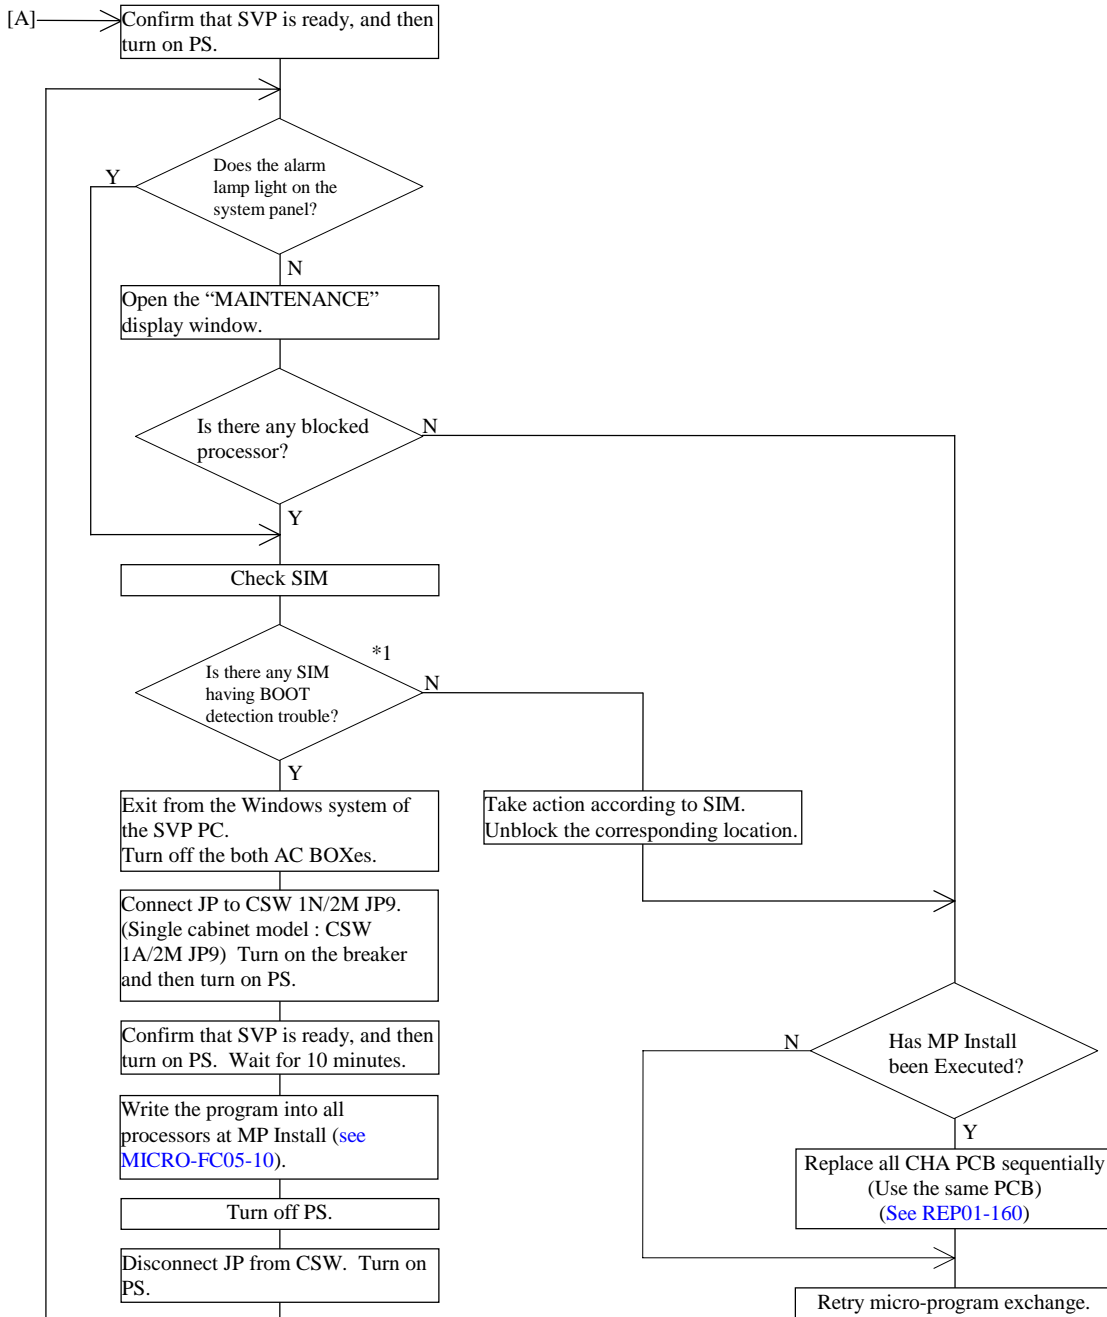 [A]
Confirm that SVP is ready, and then
turn on PS.
Does the alarm
lamp light on the
system panel?
Y
N
Open the “MAINTENANCE”
display window.
Is there any blocked
processor?
N
Y
Check SIM
*1
Is there any SIM
having BOOT
detection trouble?
N
Y
Exit from the Windows system of
the SVP PC.
Turn off the both AC BOXes.
Take action according to SIM.
Unblock the corresponding location.
Connect JP to CSW 1N/2M JP9.
(Single cabinet model : CSW
1A/2M JP9)  Turn on the breaker
and then turn on PS.
Confirm that SVP is ready, and then
turn on PS.  Wait for 10 minutes.
Has MP Install
been Executed?
N
Y
Write the program into all
processors at MP Install (see
MICRO-FC05-10).
Replace all CHA PCB sequentially
(Use the same PCB)
(See REP01-160)
Turn off PS.
Disconnect JP from CSW.  Turn on
PS.
Retry micro-program exchange.